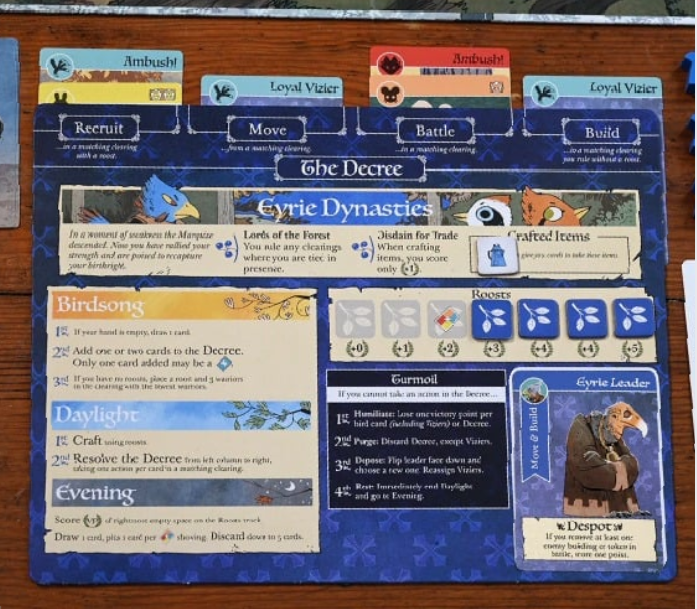 Ambush!
Loyal Vizier
Ambush!
Loyal Vizier
Recruit
...in a matching clearing
with a roost.
Move
...from a matching clearing.
Battle
...in a matching clearing.
Build
...in a matching clearing
you rule without a roost.
The Decree
Eyrie Dynasties
In a moment of weakness the Marquise
descended. Now you have rallied your
strength and are poised to recapture
your birthright.
Lords of the Forest
You rule any clearings
where you are tied in
presence.
Disdain for Trade
When crafting
items, you score
only +1.
Crafted Items
give you cards to take these items.
Birdsong
1st If your hand is empty, draw 1 card.
2nd Add one or two cards to the Decree.
Only one card added may be a
3rd If you have no roosts, place a roost and 3 warriors
in the clearing with the fewest warriors.
Daylight
1st Craft using roosts.
2nd Resolve the Decree from left column to right,
taking one action per card in a matching clearing.
Evening
Score VP of rightmost empty space on the Roosts track.
Draw 1 card, plus 1 card per showing. Discard down to 5 cards.
Roosts
+0 +1 +2 +3 +4 +4 +5
Turmoil
If you cannot take an action in the Decree...
1st Humiliate: Lose one victory point per
bird card (including Viziers) in Decree.
2nd Purge: Discard Decree, except Viziers.
3rd Depose: Flip leader face down and
choose a new one. Reassign Viziers.
4th Rest: Immediately end Daylight
and go to Evening.
Eyrie Leader
Move & Build
Despot
If you remove at least one
enemy building or token in
battle, score one point.